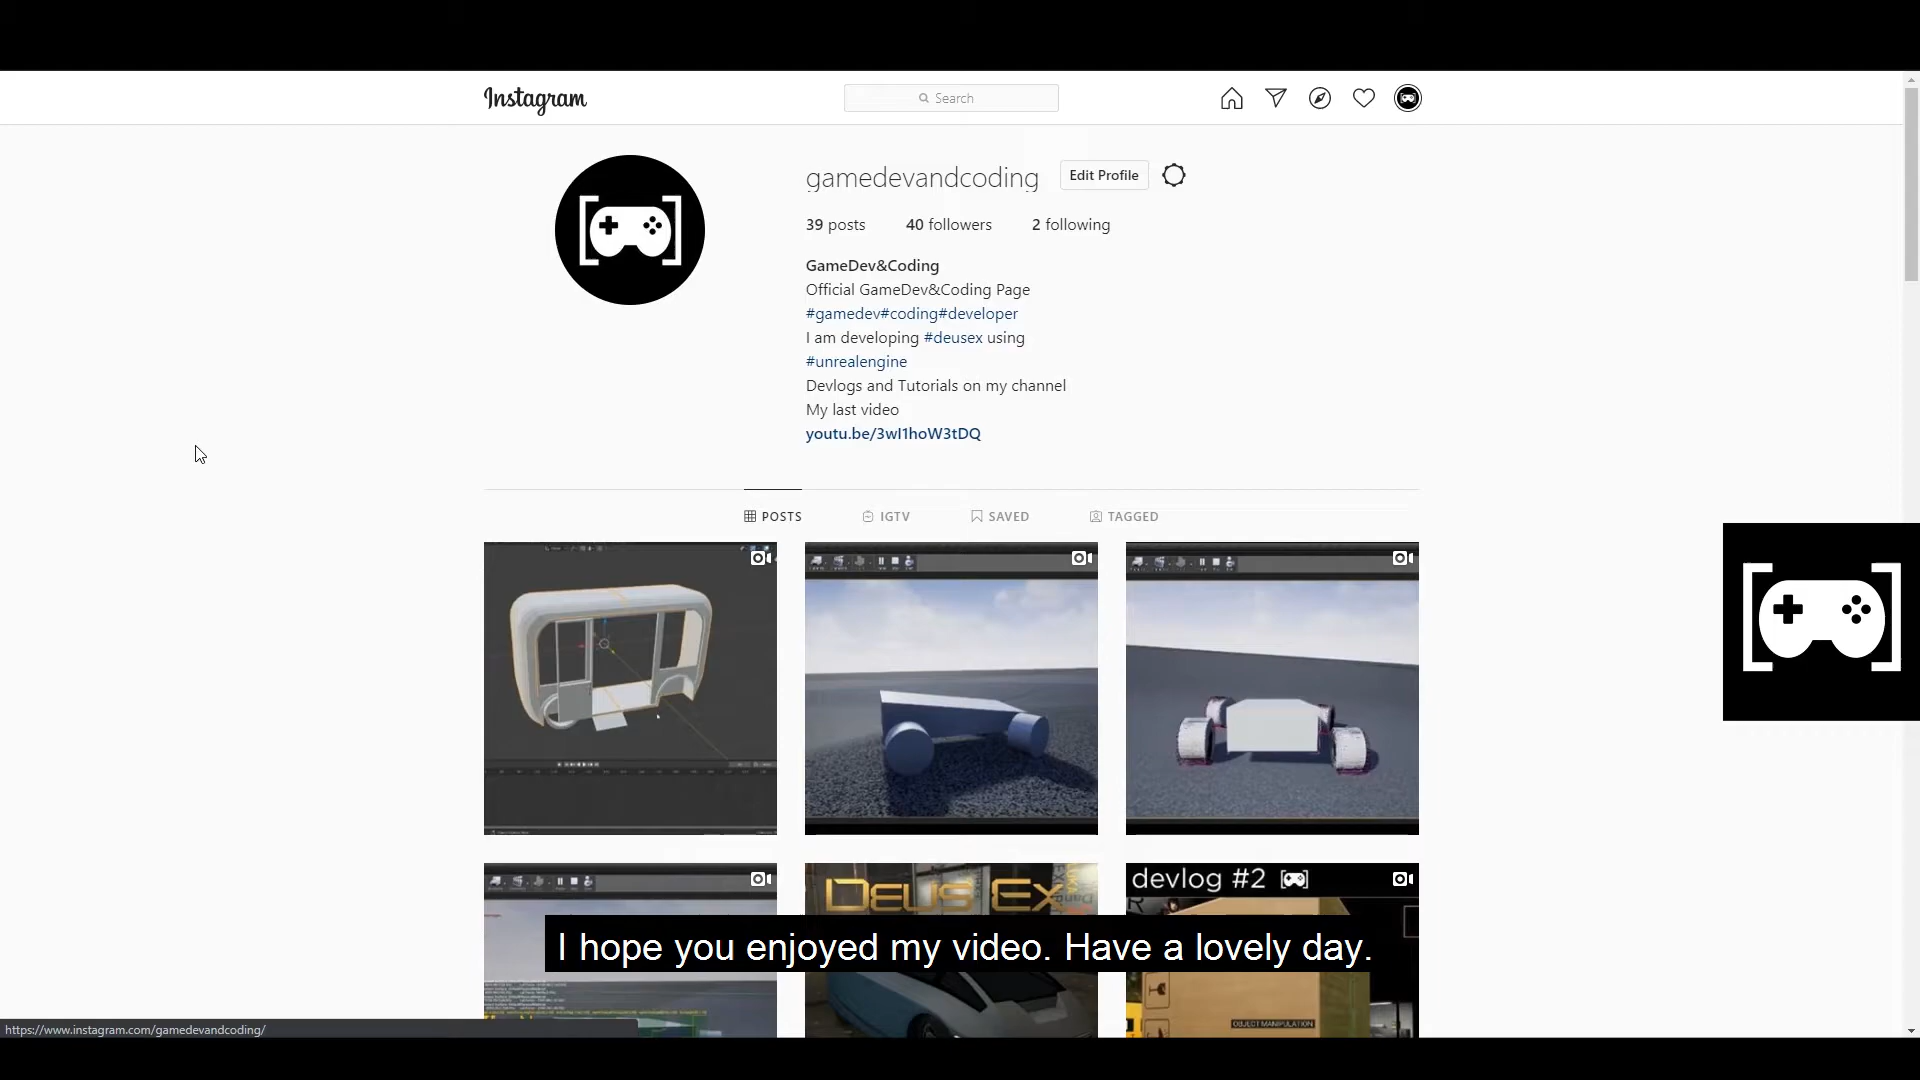 Instagram
Search
gamedevandcoding
Edit Profile
39 posts
40 followers
2 following
GameDev&Coding
Official GameDev&Coding Page
#gamedev#coding#developer
I am developing #deusex using
#unrealengine
Devlogs and Tutorials on my channel
My last video
youtu.be/3wI1hoW3tDQ
POSTS
IGTV
SAVED
TAGGED
DEUS EX
devlog #2
I hope you enjoyed my video. Have a lovely day.
OBJECT MANIPULATION
https://www.instagram.com/gamedevandcoding/